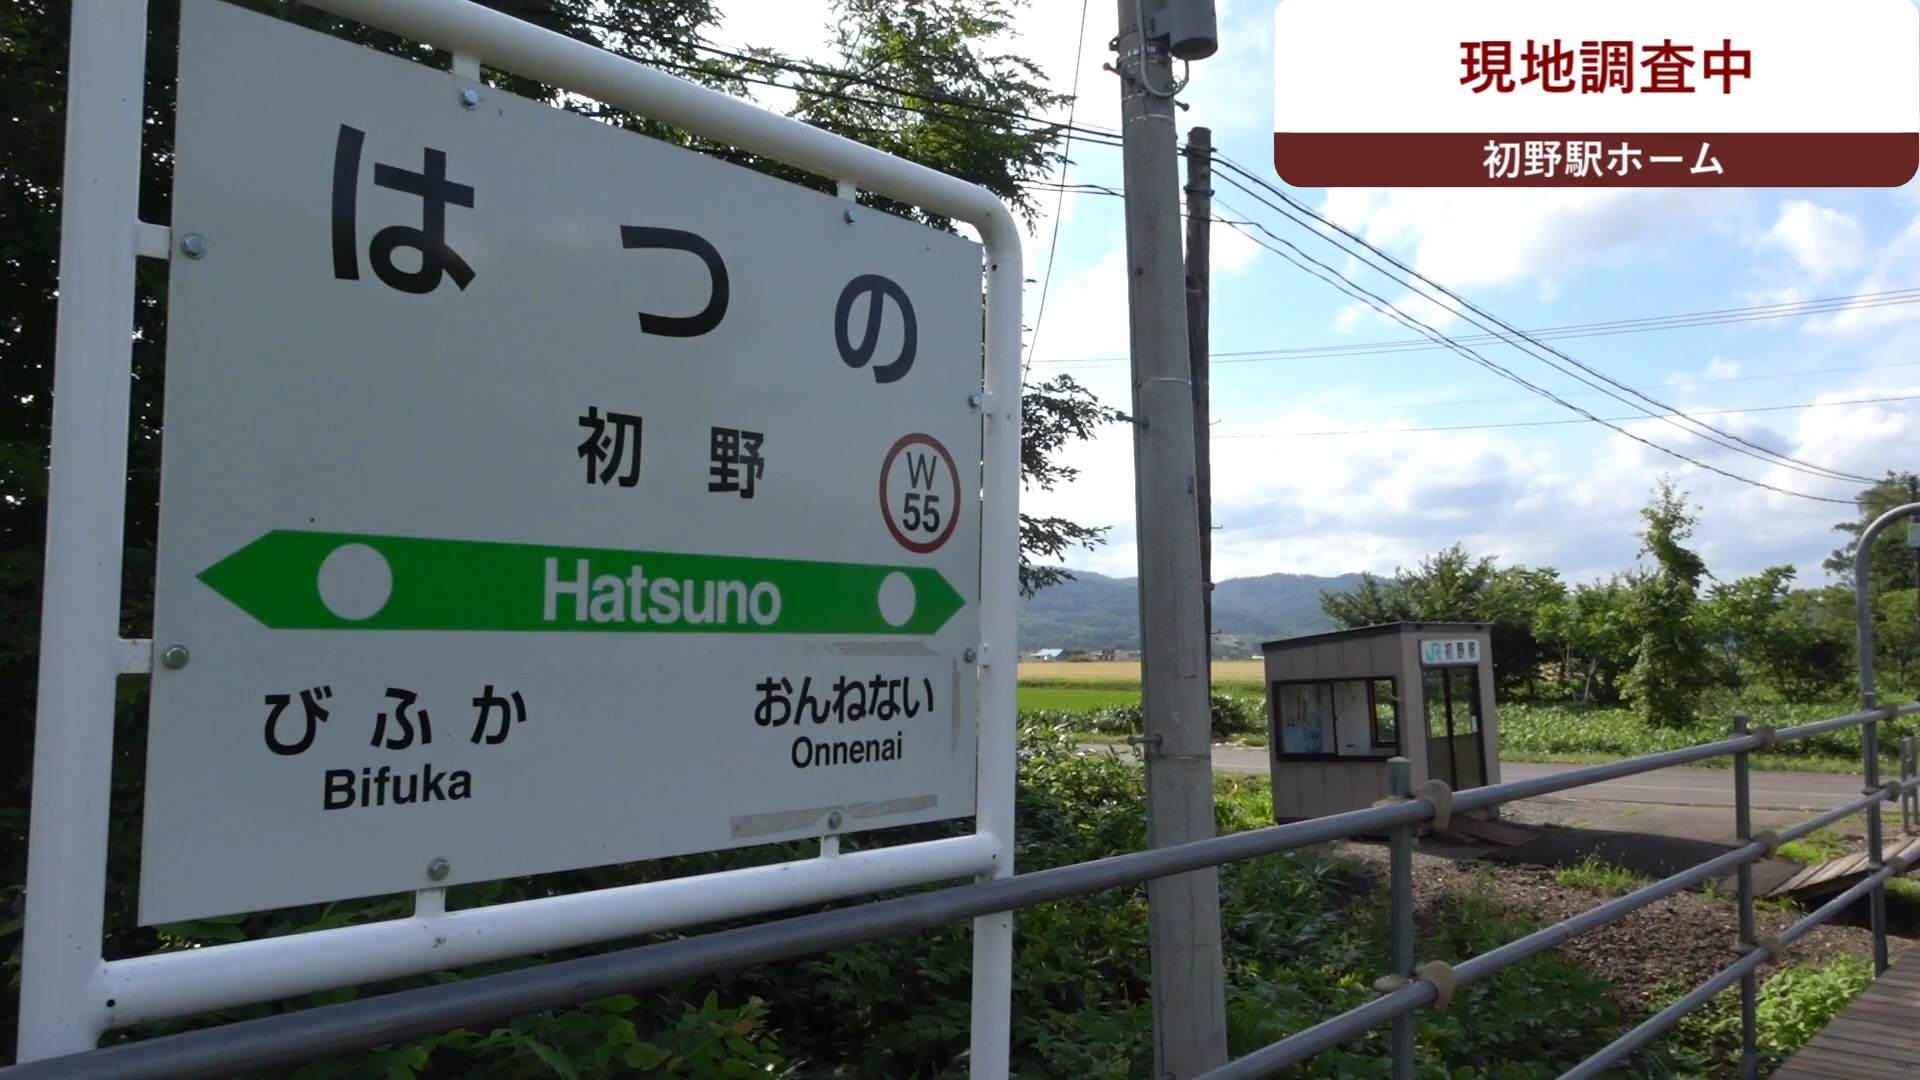 現地調査中
初野駅ホーム
はつの
初野
W
55
Hatsuno
びふか
Bifuka
おんねない
Onnenai
JR 初野駅